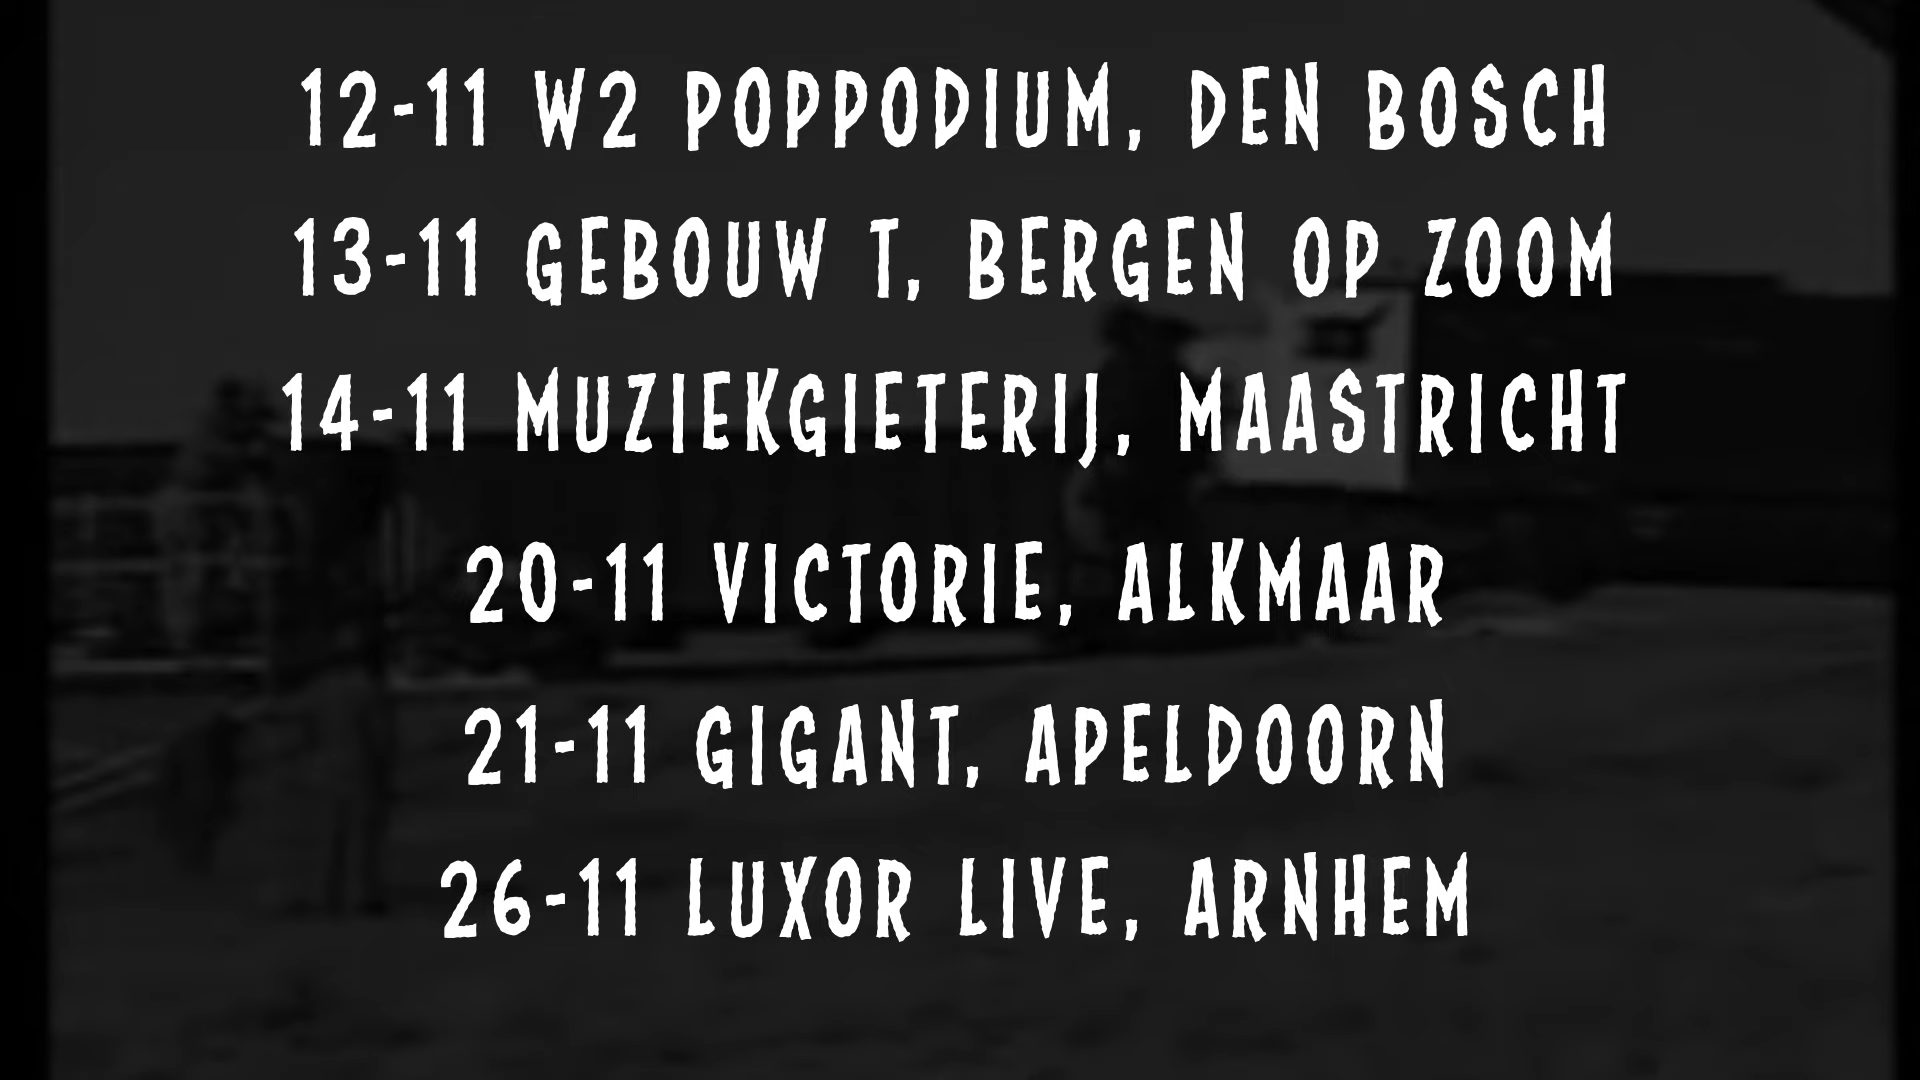 12-11 W2 POPPODIUM, DEN BOSCH
13-11 GEBOUW T, BERGEN OP ZOOM
14-11 MUZIEKGIETERIJ, MAASTRICHT
20-11 VICTORIE, ALKMAAR
21-11 GIGANT, APELDOORN
26-11 LUXOR LIVE, ARNHEM